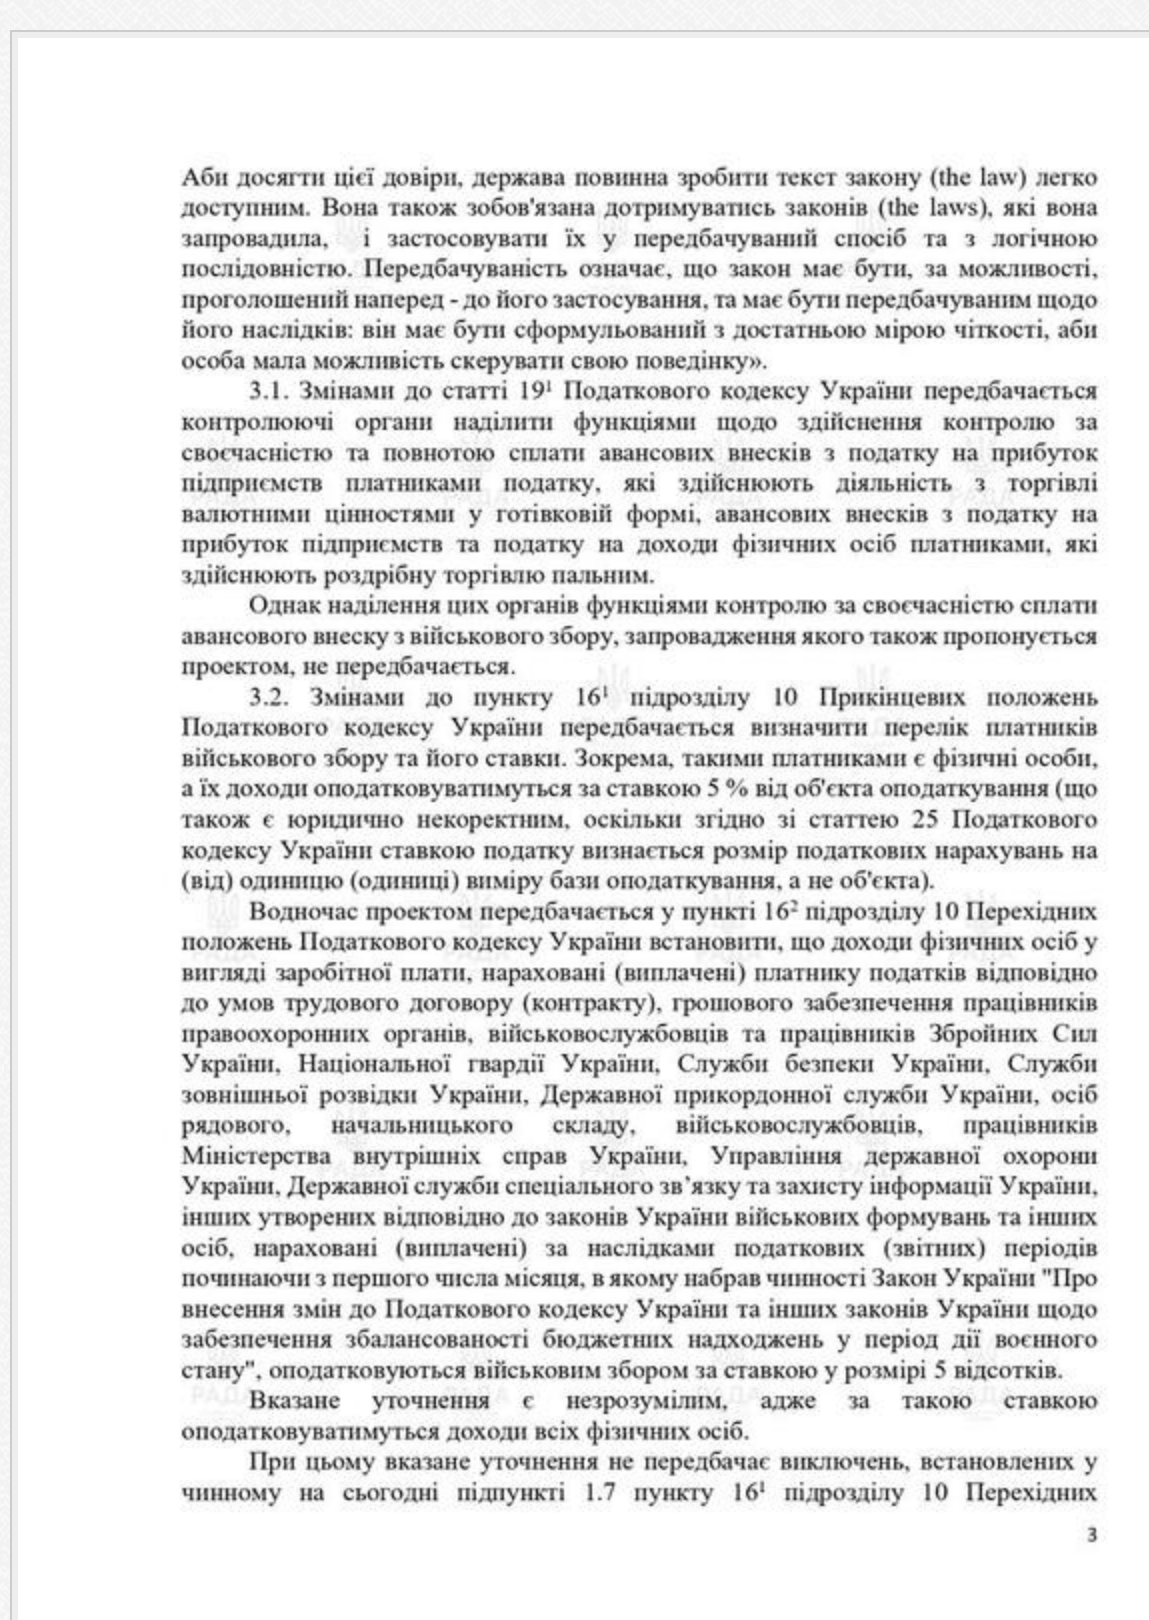 Аби досягти цієї довіри, держава повинна зробити текст закону (the law) легко
доступним. Вона також зобов'язана дотримуватись законів (the laws), які вона
запровадила, і застосовувати їх у передбачуваний спосіб та з логічною
послідовністю. Передбачуваність означає, що закон має бути, за можливості,
проголошений наперед - до його застосування, та має бути передбачуваним щодо
його наслідків: він має бути сформульований з достатньою мірою чіткості, аби
особа мала можливість скерувати свою поведінку».
3.1. Змінами до статті 19¹ Податкового кодексу України передбачається
контролюючі органи наділити функціями щодо здійснення контролю за
своєчасністю та повнотою сплати авансових внесків з податку на прибуток
підприємств платниками податку, які здійснюють діяльність з торгівлі
валютними цінностями у готівковій формі, авансових внесків з податку на
прибуток підприємств та податку на доходи фізичних осіб платниками, які
здійснюють роздрібну торгівлю пальним.
Однак наділення цих органів функціями контролю за своєчасністю сплати
авансового внеску з військового збору, запровадження якого також пропонується
проектом, не передбачається.
3.2. Змінами до пункту 16¹ підрозділу 10 Прикінцевих положень
Податкового кодексу України передбачається визначити перелік платників
військового збору та його ставки. Зокрема, такими платниками є фізичні особи,
а їх доходи оподатковуватимуться за ставкою 5 % від об'єкта оподаткування (що
також є юридично некоректним, оскільки згідно зі статтею 25 Податкового
кодексу України ставкою податку визнається розмір податкових нарахувань на
(від) одиницю (одиниці) виміру бази оподаткування, а не об'єкта).
Водночас проектом передбачається у пункті 16² підрозділу 10 Перехідних
положень Податкового кодексу України встановити, що доходи фізичних осіб у
вигляді заробітної плати, нараховані (виплачені) платнику податків відповідно
до умов трудового договору (контракту), грошового забезпечення працівників
правоохоронних органів, військовослужбовців та працівників Збройних Сил
України, Національної гвардії України, Служби безпеки України, Служби
зовнішньої розвідки України, Державної прикордонної служби України, осіб
рядового, начальницького складу, військовослужбовців, працівників
Міністерства внутрішніх справ України, Управління державної охорони
України, Державної служби спеціального зв’язку та захисту інформації України,
інших утворених відповідно до законів України військових формувань та інших
осіб, нараховані (виплачені) за наслідками податкових (звітних) періодів
починаючи з першого числа місяця, в якому набрав чинності Закон України "Про
внесення змін до Податкового кодексу України та інших законів України щодо
забезпечення збалансованості бюджетних надходжень у період дії воєнного
стану", оподатковуються військовим збором за ставкою у розмірі 5 відсотків.
Вказане уточнення є незрозумілим, адже за такою ставкою
оподатковуватимуться доходи всіх фізичних осіб.
При цьому вказане уточнення не передбачає виключень, встановлених у
чинному на сьогодні підпункті 1.7 пункту 16¹ підрозділу 10 Перехідних
3